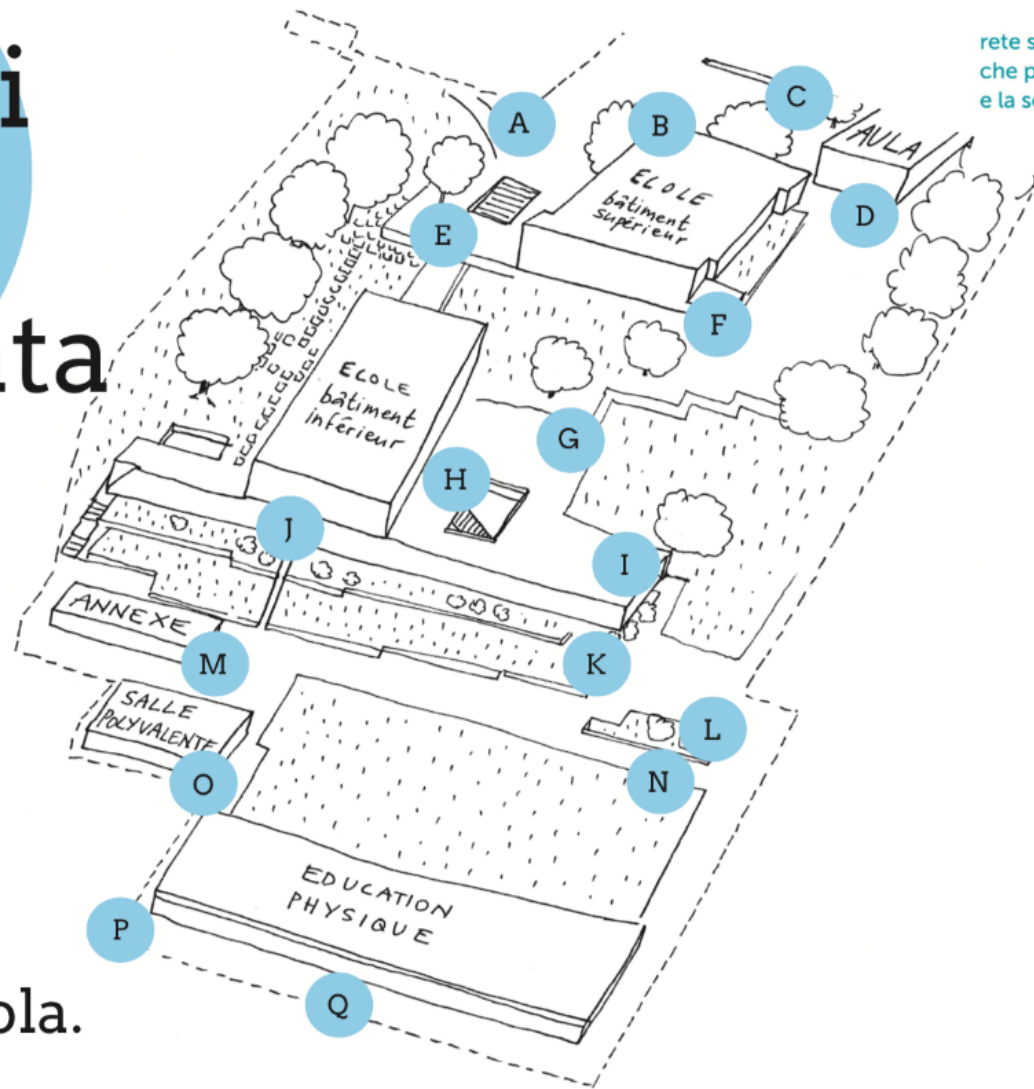 i
ta
rete s
che p
e la s
A
B
C
AULA
D
ECOLE
bâtiment
supérieur
E
F
ECOLE
bâtiment
inférieur
G
H
I
J
K
ANNEXE
M
L
SALLE
POLYVALENTE
N
O
EDUCATION
PHYSIQUE
P
Q
ola.